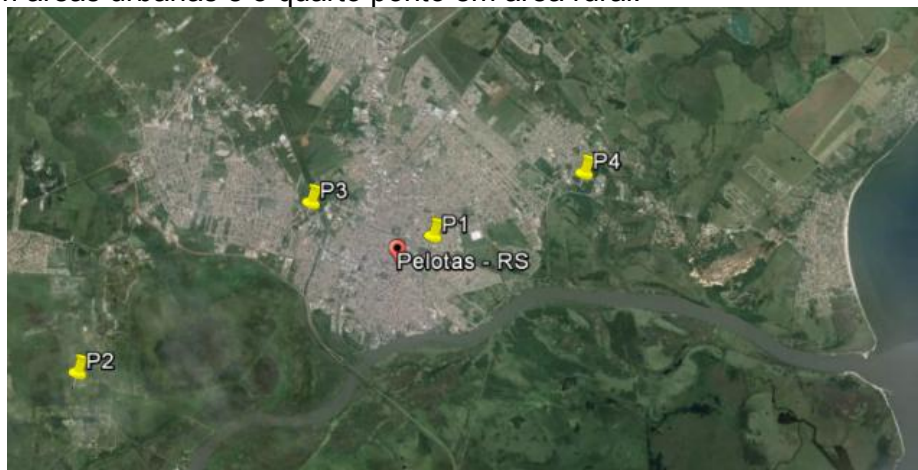 áreas urbanas e o quarto ponto em área rural.
P4
P3
P1
Pelotas - RS
P2